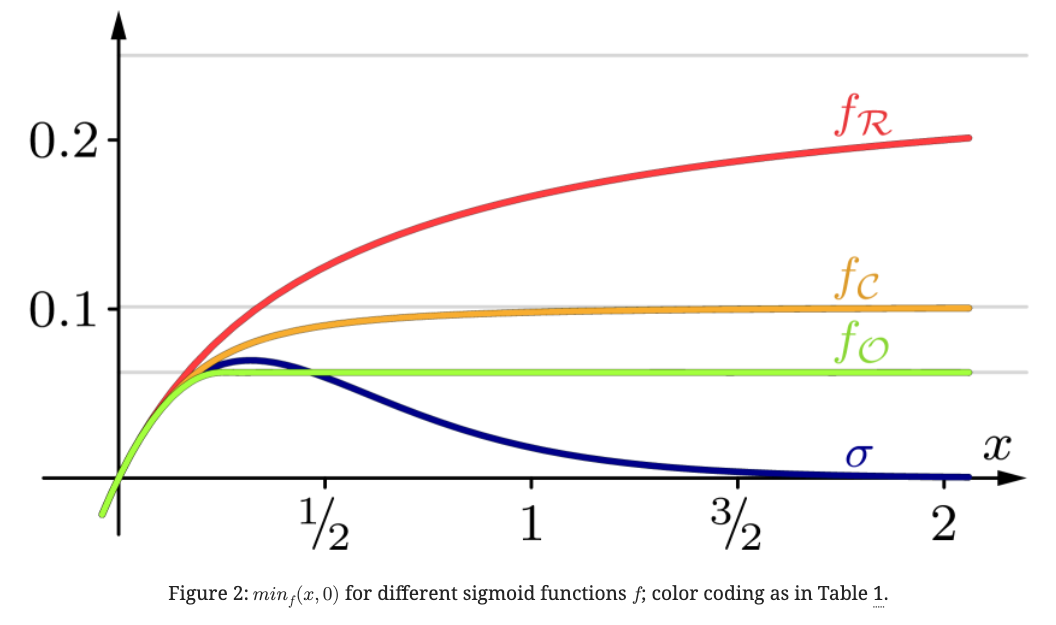 f_ℛ
0.2
f_𝒞
0.1
f_𝒪
σ
x
1/2
1
3/2
2
Figure 2: min_f(x, 0) for different sigmoid functions f; color coding as in Table 1.